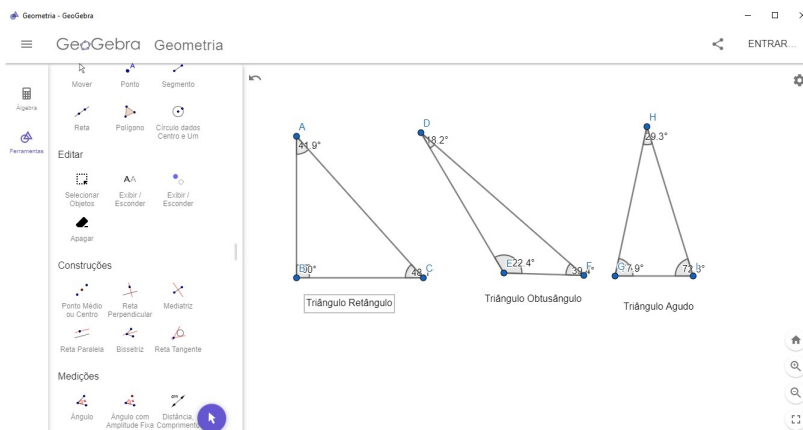 Geometria - GeoGebra
GeoGebra Geometria
ENTRAR...
Álgebra
Ferramentas
Mover Ponto Segmento
Reta Polígono Círculo dados
Centro e Um
Editar
Selecionar Exibir / Exibir /
Objetos Esconder Esconder
Apagar
Construções
Ponto Médio Reta Mediatriz
ou Centro Perpendicular
Reta Paralela Bissetriz Reta Tangente
Medições
Ângulo Ângulo com Distância,
Amplitude Fixa Comprimento
A
41.9°
B
90°
C
Triângulo Retângulo
D
18.2°
E
22.4°
F
Triângulo Obtusângulo
H
29.3°
G
I
Triângulo Agudo